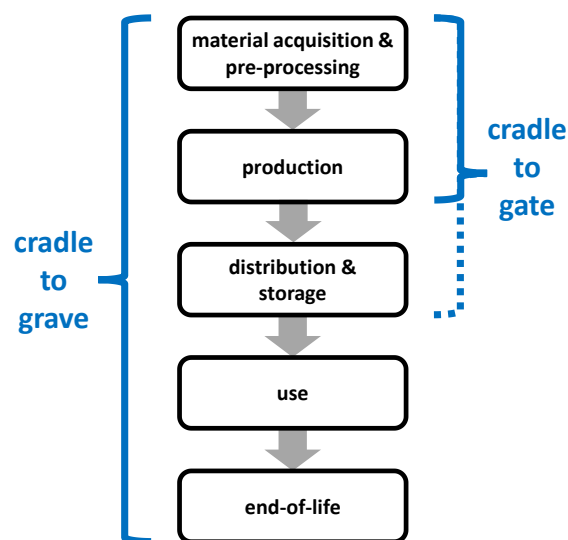 material acquisition &
pre-processing
production
distribution &
storage
use
end-of-life
cradle
to
grave
cradle
to
gate